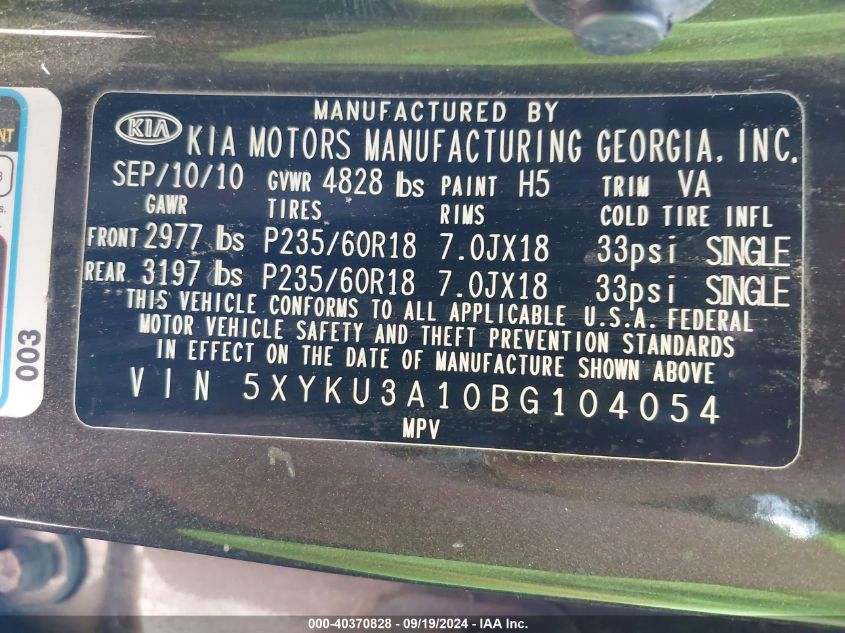 MANUFACTURED BY
KIA KIA MOTORS MANUFACTURING GEORGIA, INC.
SEP/10/10 GVWR 4828 lbs PAINT H5 TRIM VA
GAWR TIRES RIMS COLD TIRE INFL
FRONT 2977 lbs P235/60R18 7.0JX18 33psi SINGLE
REAR 3197 lbs P235/60R18 7.0JX18 33psi SINGLE
THIS VEHICLE CONFORMS TO ALL APPLICABLE U.S.A. FEDERAL
MOTOR VEHICLE SAFETY AND THEFT PREVENTION STANDARDS
IN EFFECT ON THE DATE OF MANUFACTURE SHOWN ABOVE
VIN 5XYKU3A10BG104054
MPV
003
000-40370828 - 09/19/2024 - IAA Inc.